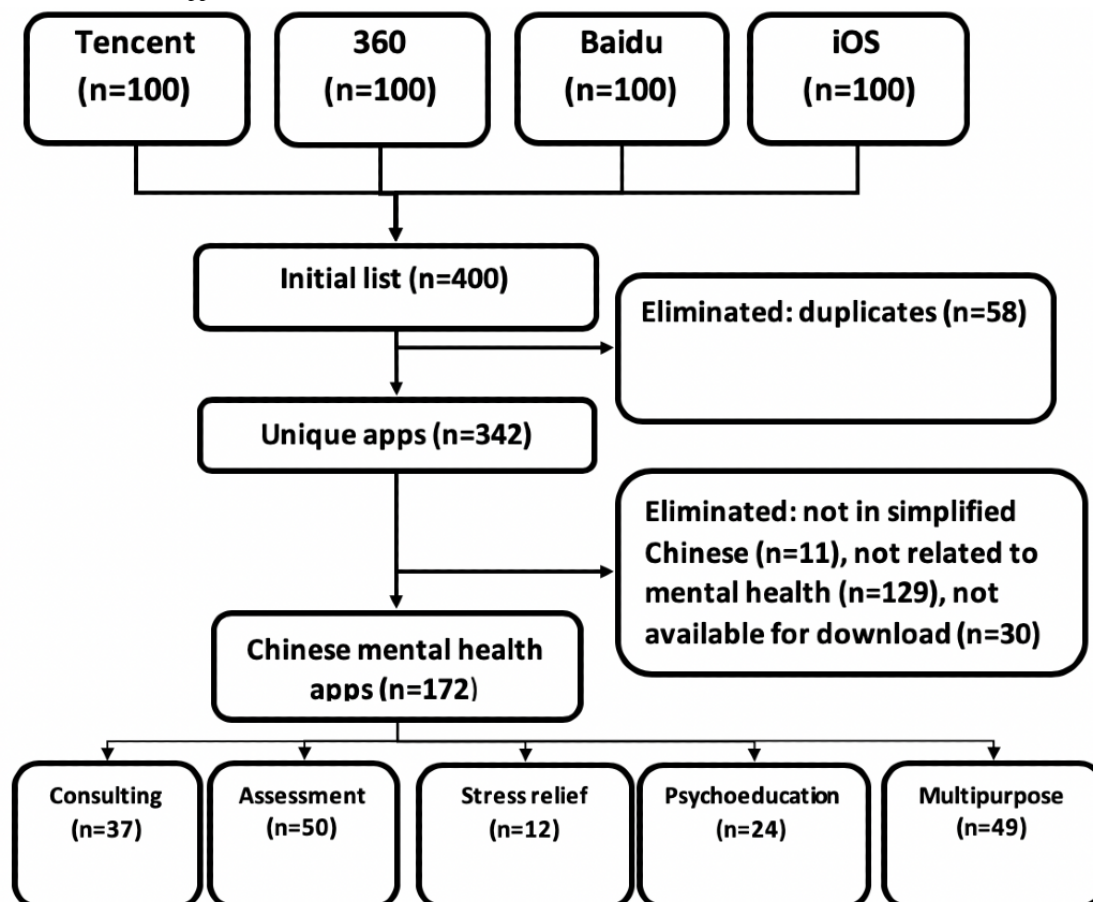 Tencent
(n=100)
360
(n=100)
Baidu
(n=100)
iOS
(n=100)
Initial list (n=400)
Eliminated: duplicates (n=58)
Unique apps (n=342)
Eliminated: not in simplified
Chinese (n=11), not related to
mental health (n=129), not
available for download (n=30)
Chinese mental health
apps (n=172)
Consulting
(n=37)
Assessment
(n=50)
Stress relief
(n=12)
Psychoeducation
(n=24)
Multipurpose
(n=49)